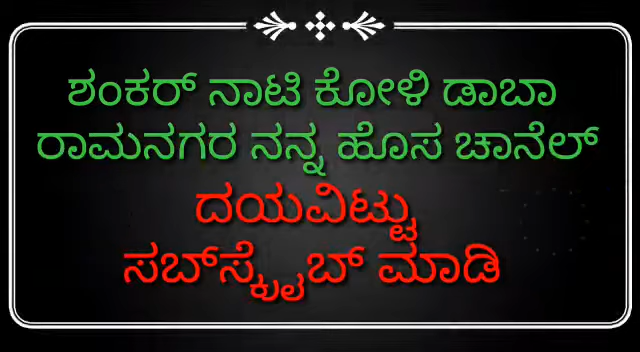 ಶಂಕರ್ ನಾಟಿ ಕೋಳಿ ಡಾಬಾ
ರಾಮನಗರ ನನ್ನ ಹೊಸ ಚಾನೆಲ್
ದಯವಿಟ್ಟು
ಸಬ್‌ಸ್ಕ್ರೈಬ್ ಮಾಡಿ